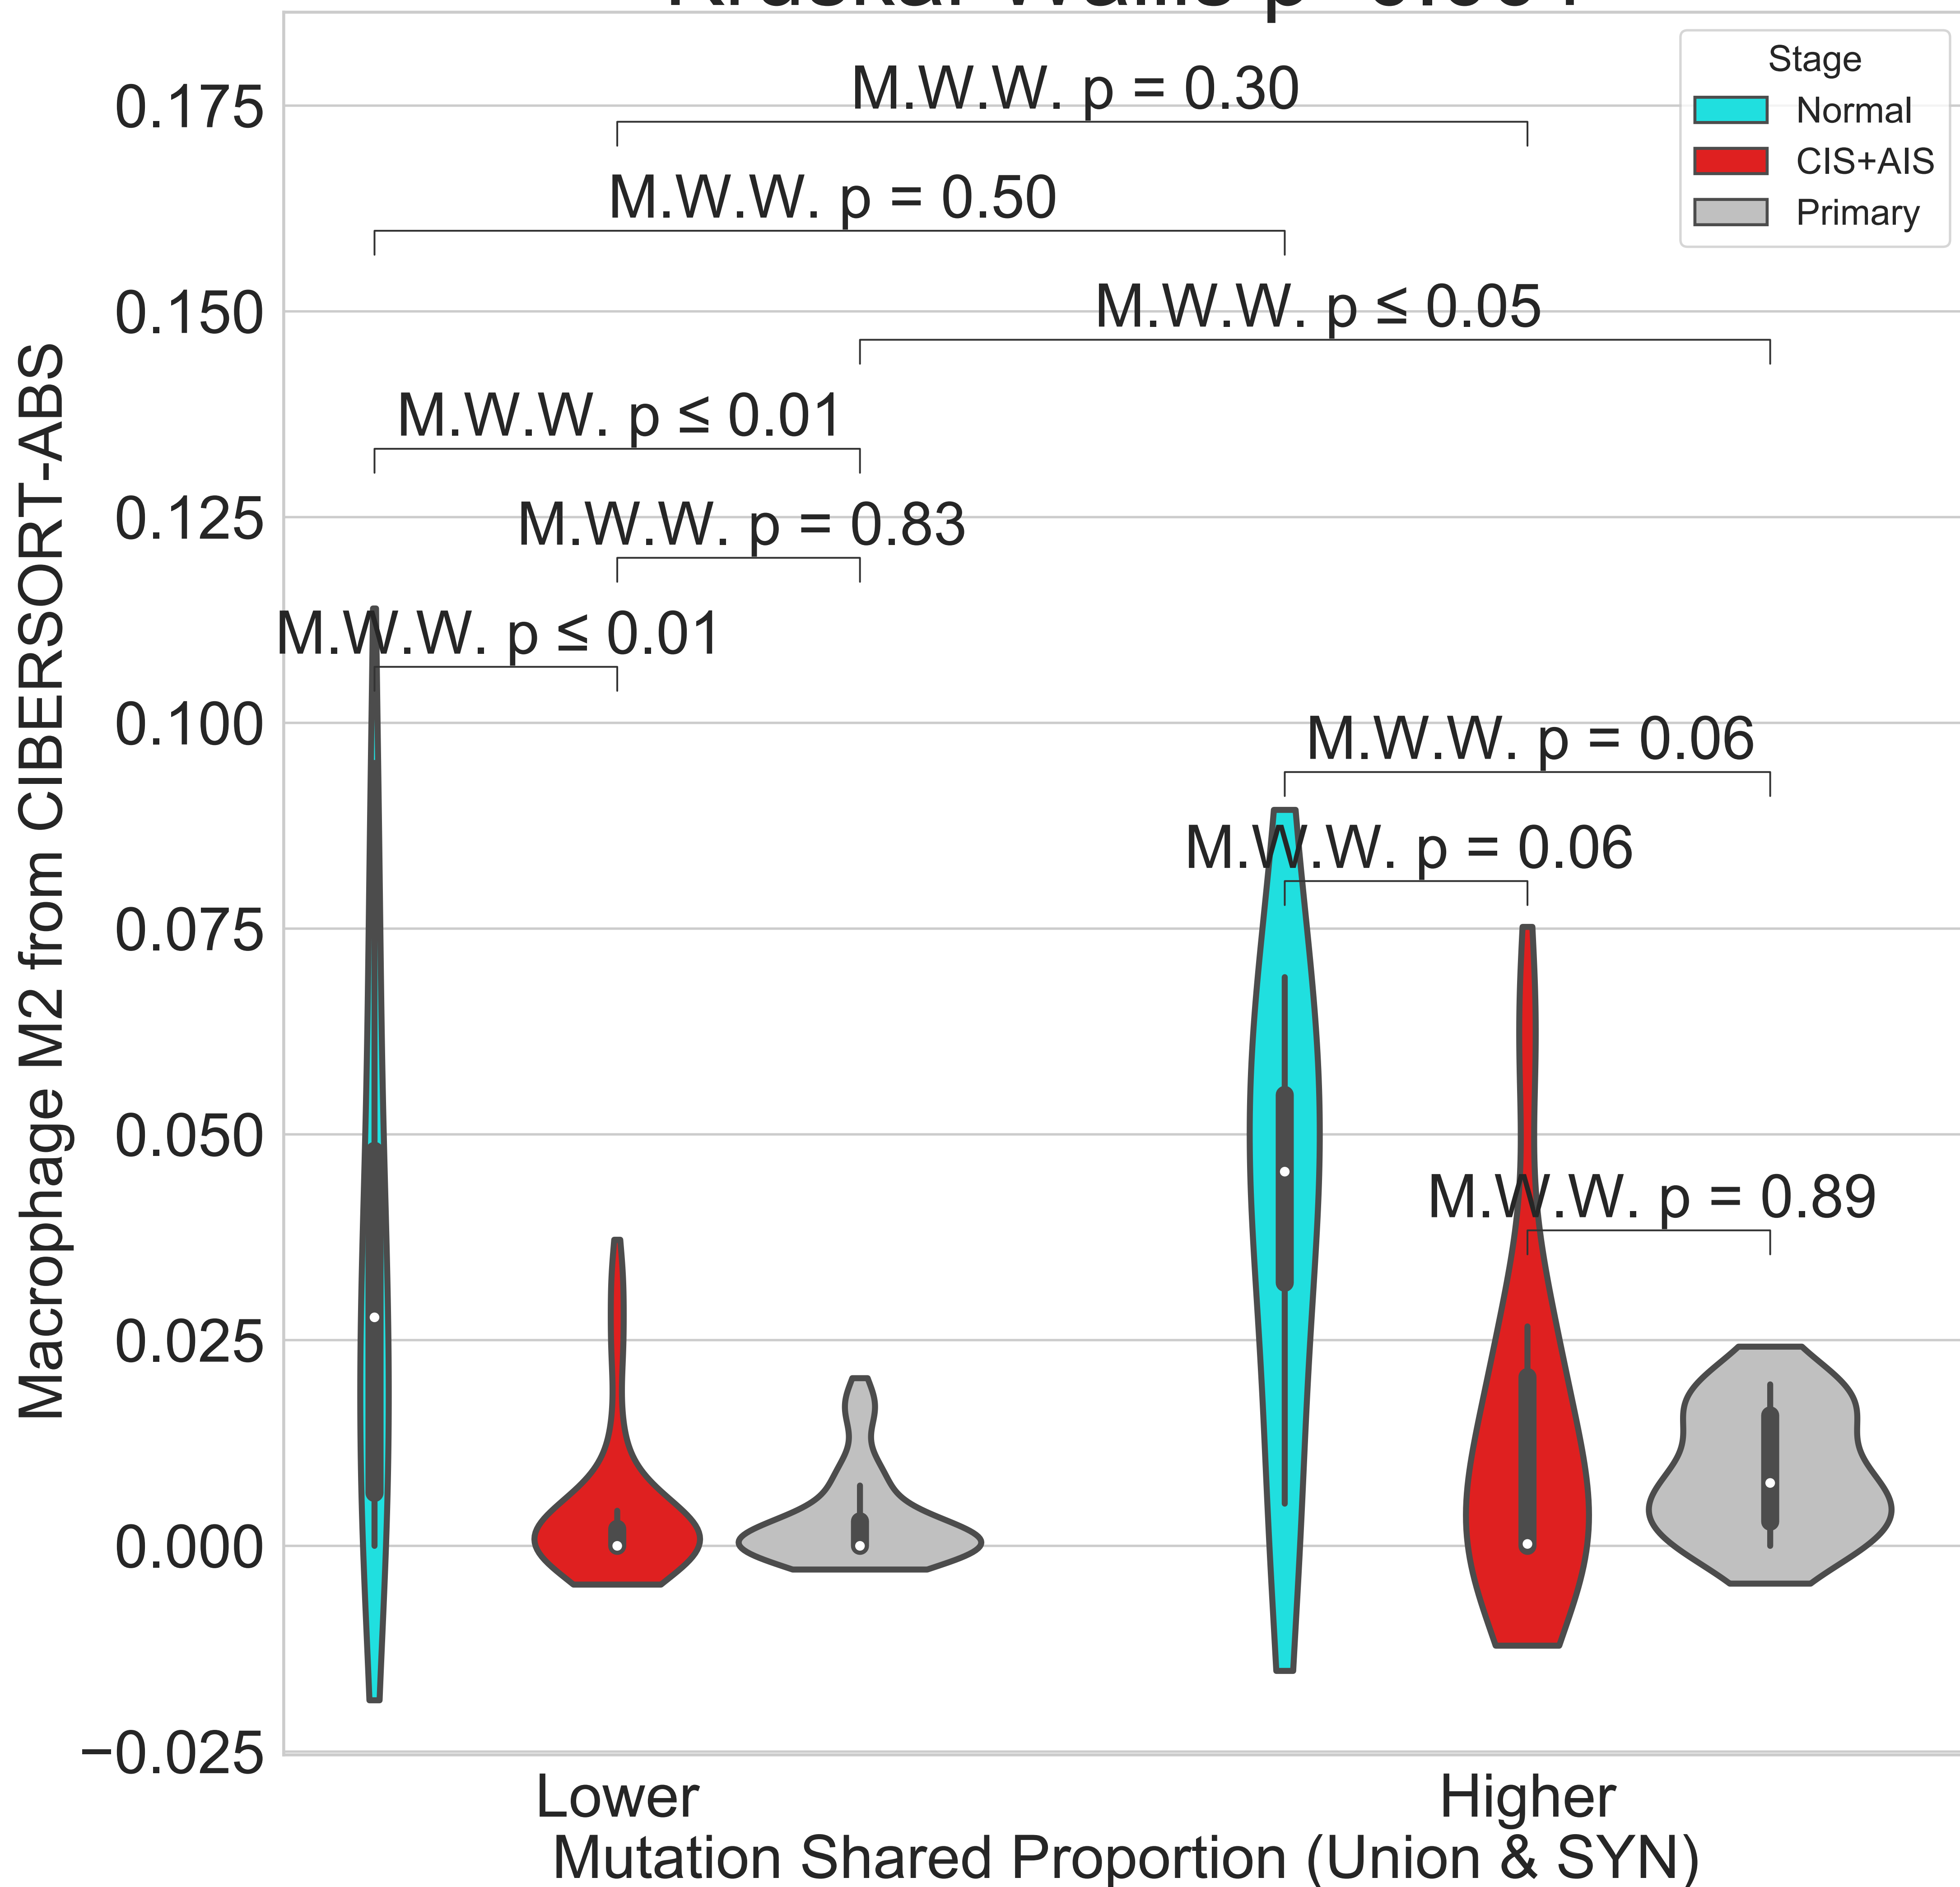 Stage
Normal
CIS+AIS
Primary
M.W.W. p = 0.30
M.W.W. p = 0.50
M.W.W. p ≤ 0.05
M.W.W. p ≤ 0.01
M.W.W. p = 0.83
M.W.W. p ≤ 0.01
M.W.W. p = 0.06
M.W.W. p = 0.06
M.W.W. p = 0.89
0.175
0.150
0.125
0.100
0.075
0.050
0.025
0.000
−0.025
Macrophage M2 from CIBERSORT-ABS
Lower
Higher
Mutation Shared Proportion (Union & SYN)